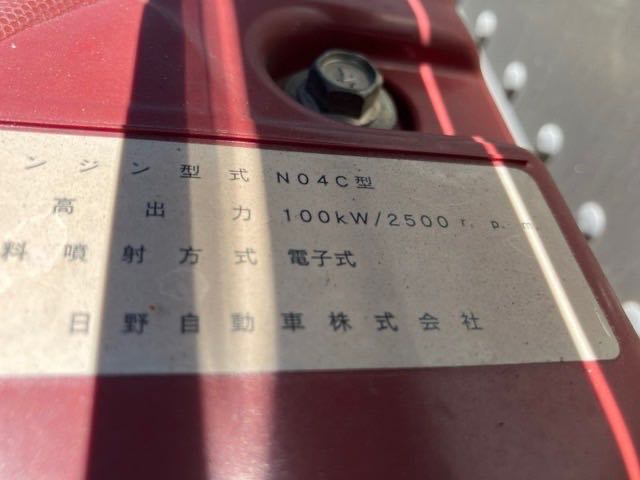 ンジン型式 N04C型
高出力 100kW/2500 r.p.m.
料噴射方式 電子式
日野自動車株式会社